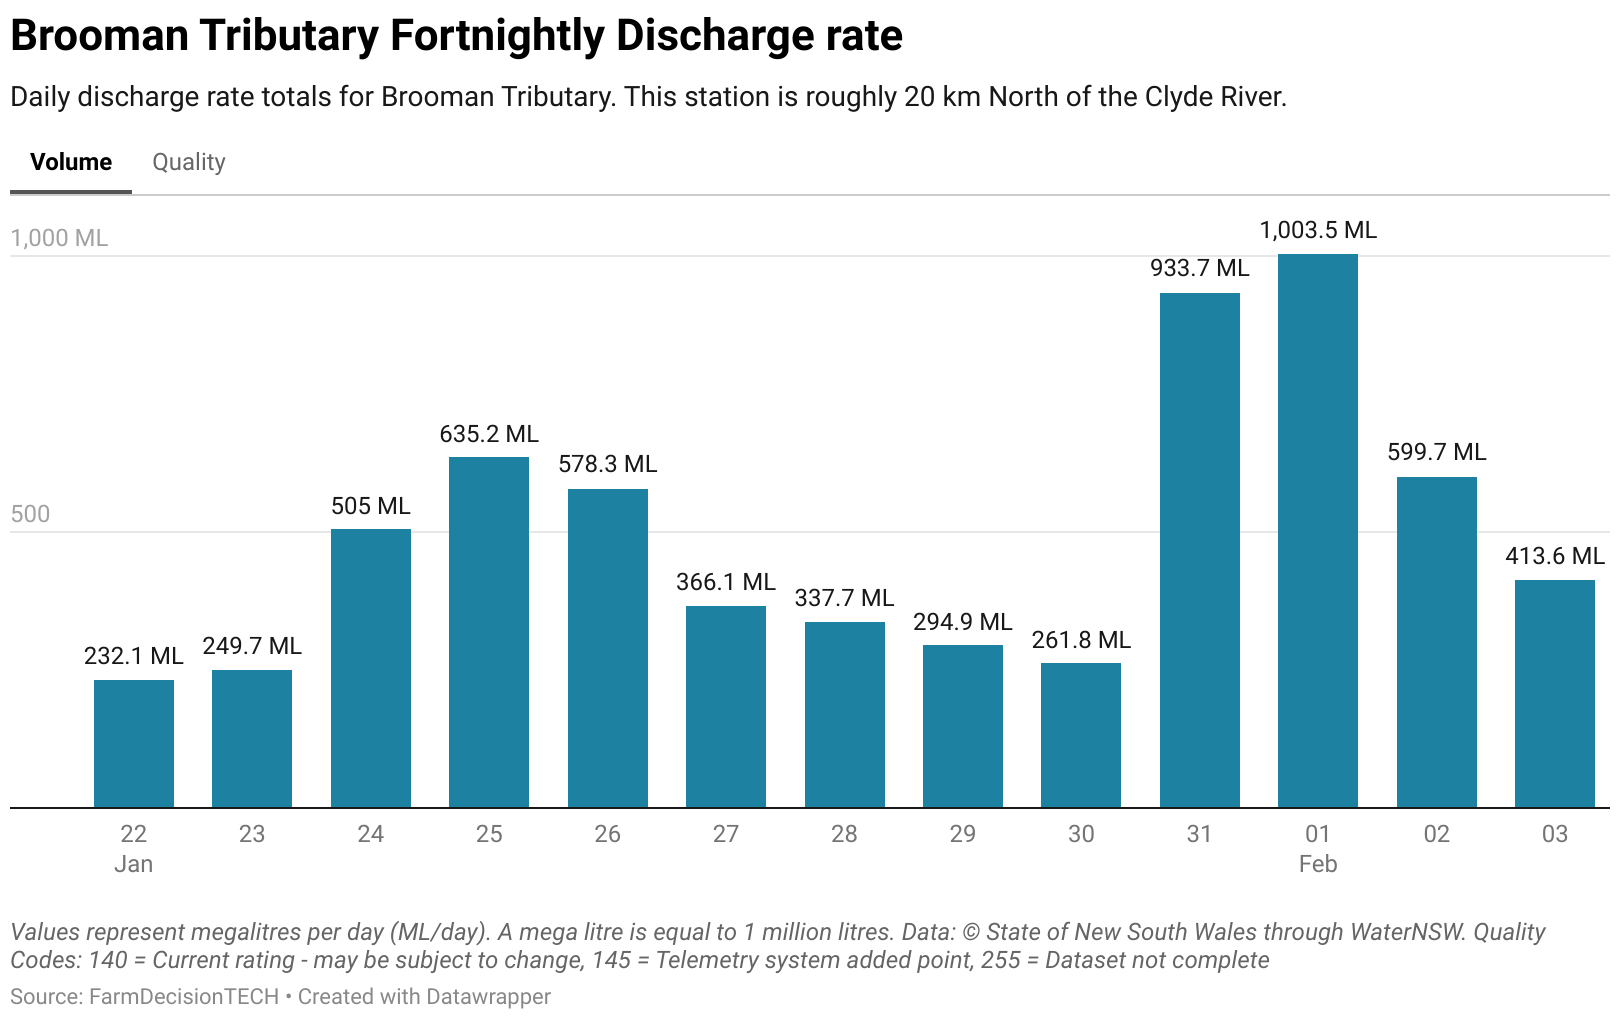 Brooman Tributary Fortnightly Discharge rate
Daily discharge rate totals for Brooman Tributary. This station is roughly 20 km North of the Clyde River.
Volume Quality
1,000 ML
500
232.1 ML
249.7 ML
505 ML
635.2 ML
578.3 ML
366.1 ML
337.7 ML
294.9 ML
261.8 ML
933.7 ML
1,003.5 ML
599.7 ML
413.6 ML
22 23 24 25 26 27 28 29 30 31 01 02 03
Jan Feb
Values represent megalitres per day (ML/day). A mega litre is equal to 1 million litres. Data: © State of New South Wales through WaterNSW. Quality
Codes: 140 = Current rating - may be subject to change, 145 = Telemetry system added point, 255 = Dataset not complete
Source: FarmDecisionTECH • Created with Datawrapper